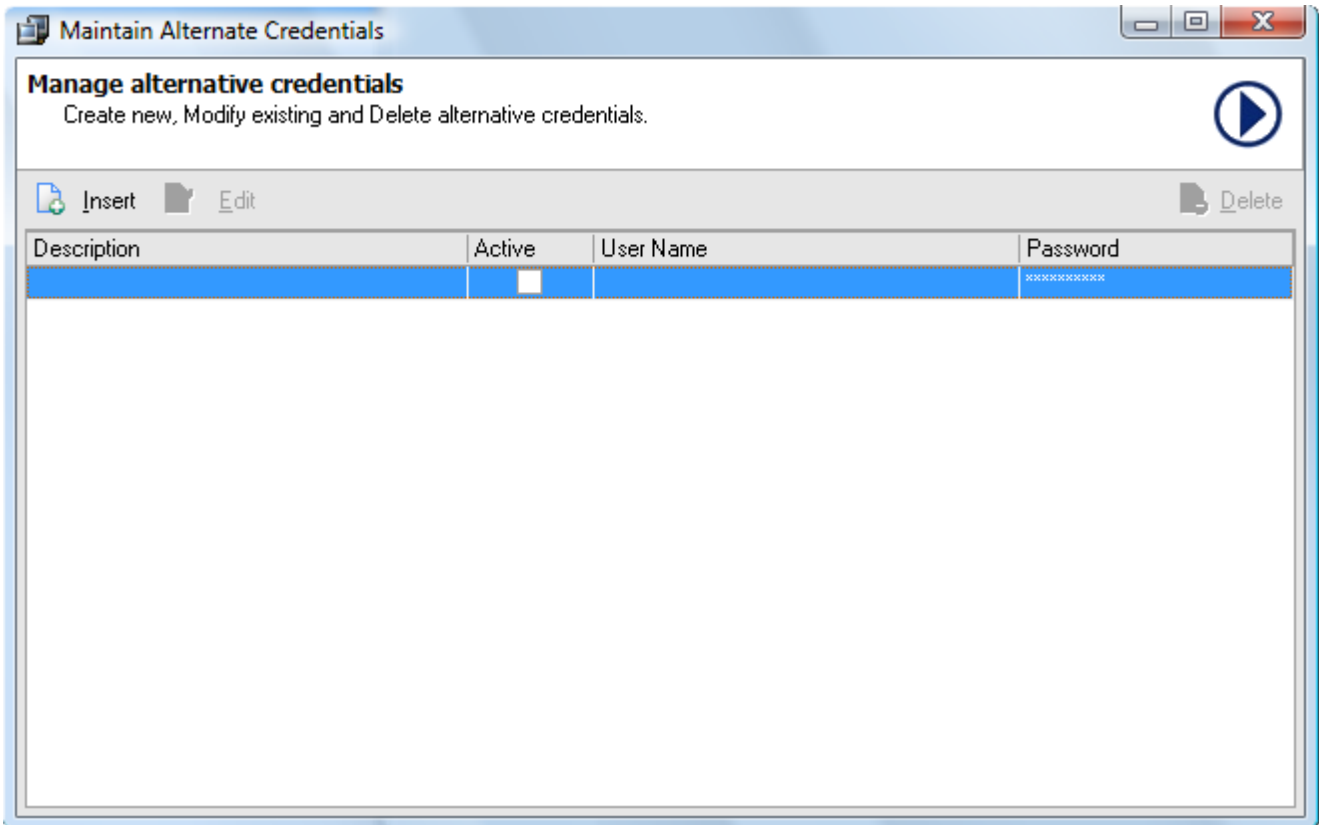 Maintain Alternate Credentials
Manage alternative credentials
Create new, Modify existing and Delete alternative credentials.
Insert Edit Delete
Description Active User Name Password
**********